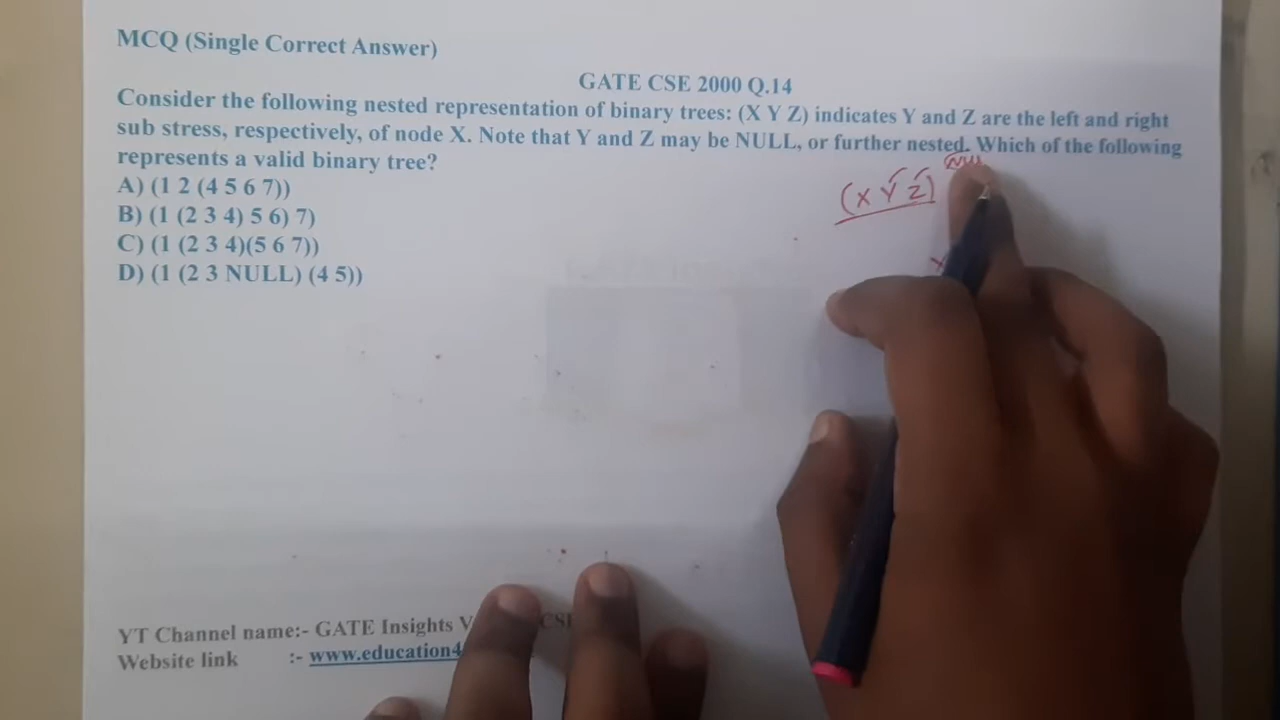 MCQ (Single Correct Answer)
GATE CSE 2000 Q.14
Consider the following nested representation of binary trees: (X Y Z) indicates Y and Z are the left and right
sub stress, respectively, of node X. Note that Y and Z may be NULL, or further nested. Which of the following
represents a valid binary tree?
A) (1 2 (4 5 6 7))
B) (1 (2 3 4) 5 6) 7)
C) (1 (2 3 4)(5 6 7))
D) (1 (2 3 NULL) (4 5))
(X Y Z)
YT Channel name:- GATE Insights
Website link :- www.education4